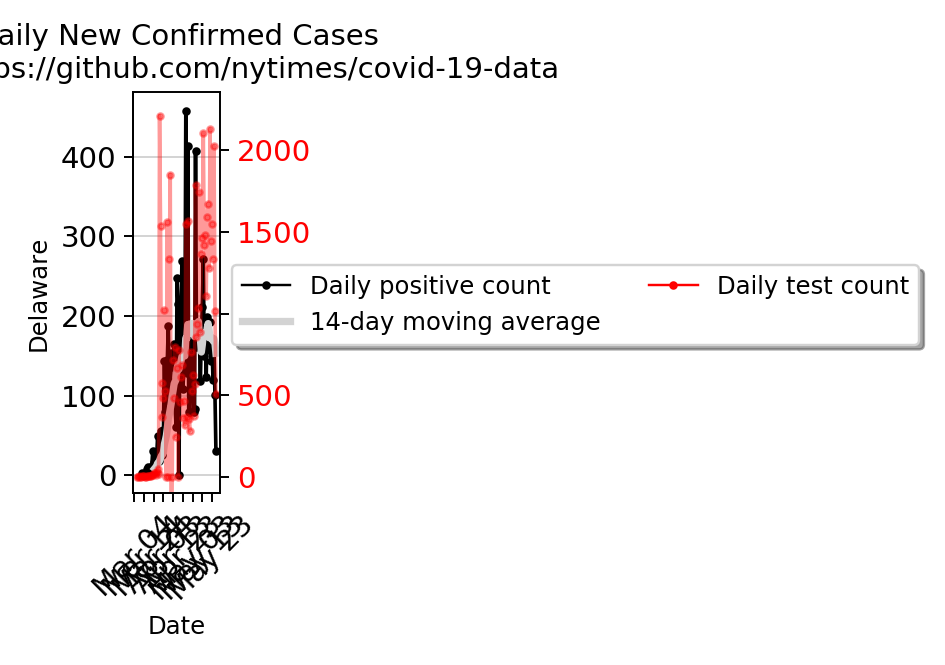 aily New Confirmed Cases
ps://github.com/nytimes/covid-19-data
400
300
200
100
0
2000
1500
500
0
Delaware
Daily positive count
14-day moving average
Daily test count
Date